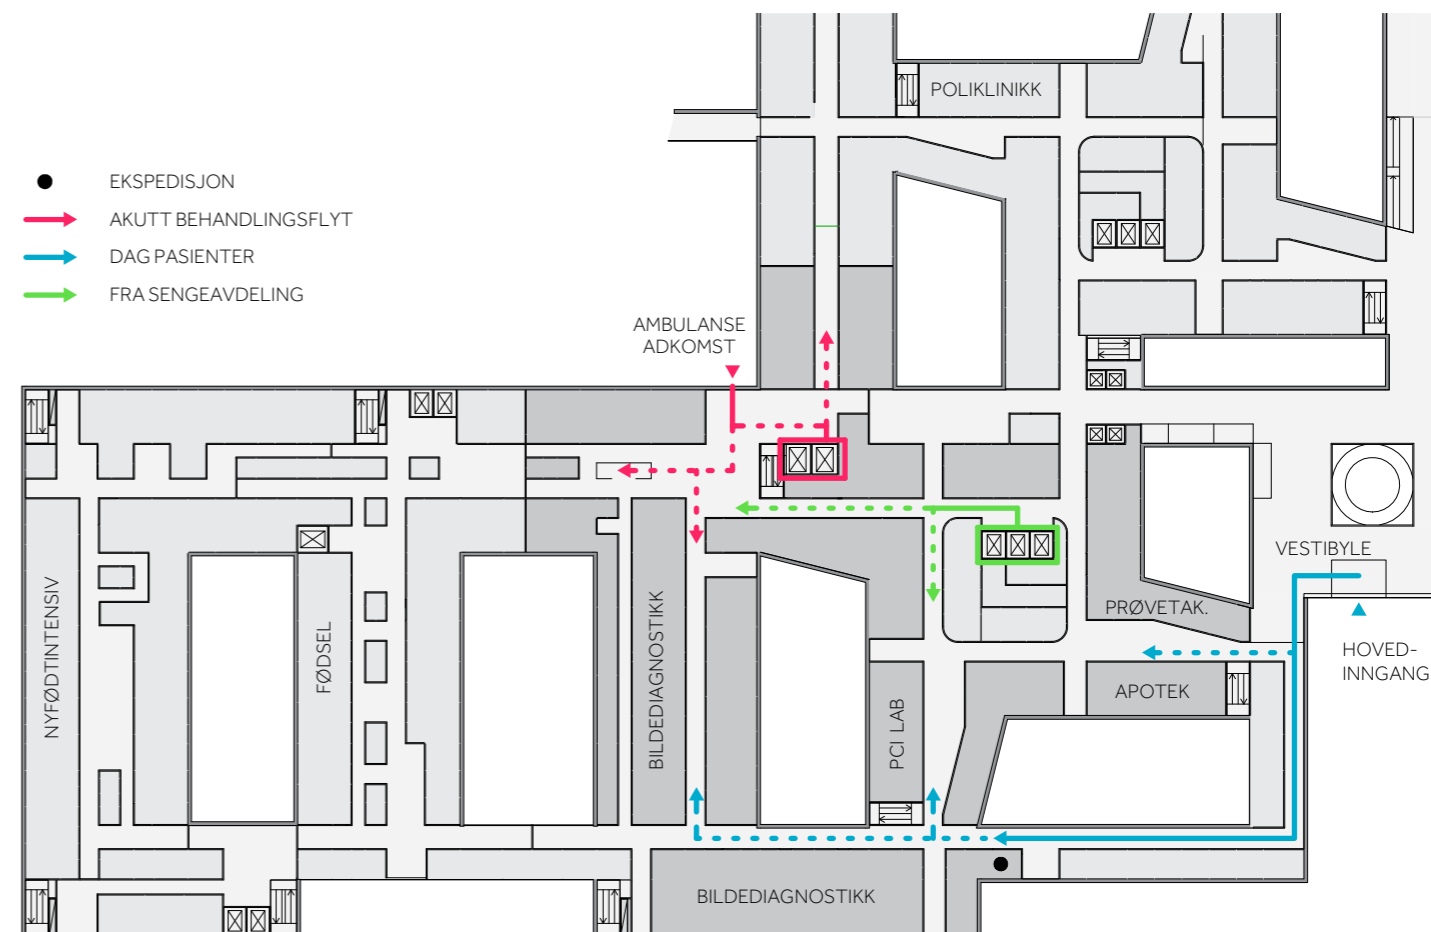 POLIKLINIKK
EKSPEDISJON
AKUTT BEHANDLINGSFLYT
DAG PASIENTER
FRA SENGEAVDELING
AMBULANSE
ADKOMST
VESTIBYLE
PRØVETAK.
HOVED-
INNGANG
NYFØDTINTENSIV
FØDSEL
BILDEDIAGNOSTIKK
PCI LAB
APOTEK
BILDEDIAGNOSTIKK